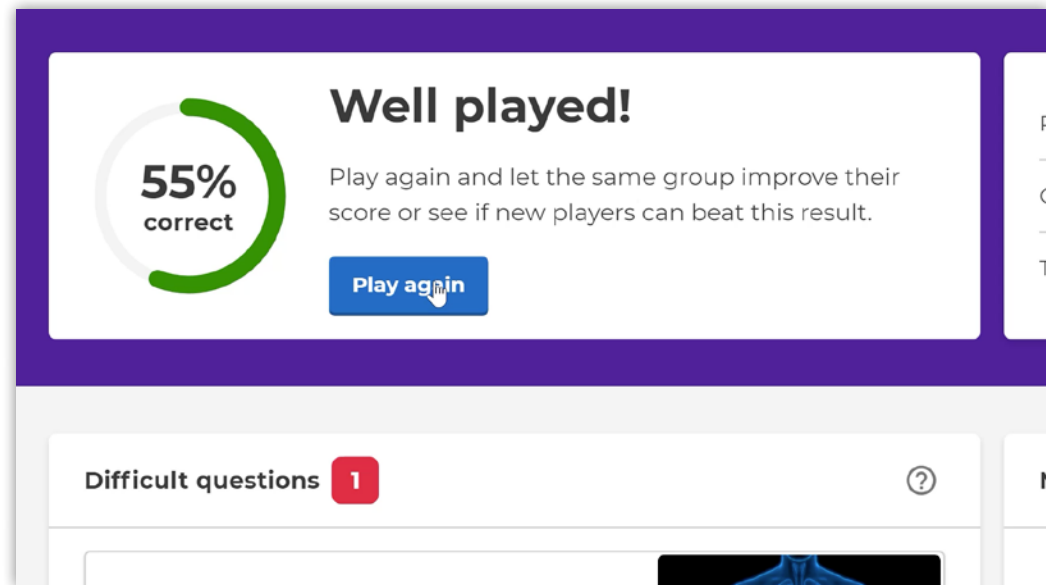 Well played!
55%
correct
Play again and let the same group improve their
score or see if new players can beat this result.
Play again
Difficult questions 1
?